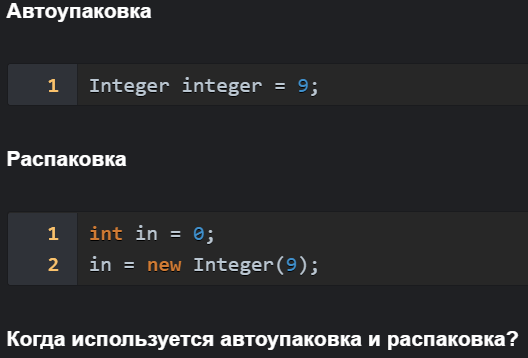 Автоупаковка
1 Integer integer = 9;
Распаковка
1 int in = 0;
2 in = new Integer(9);
Когда используется автоупаковка и распаковка?